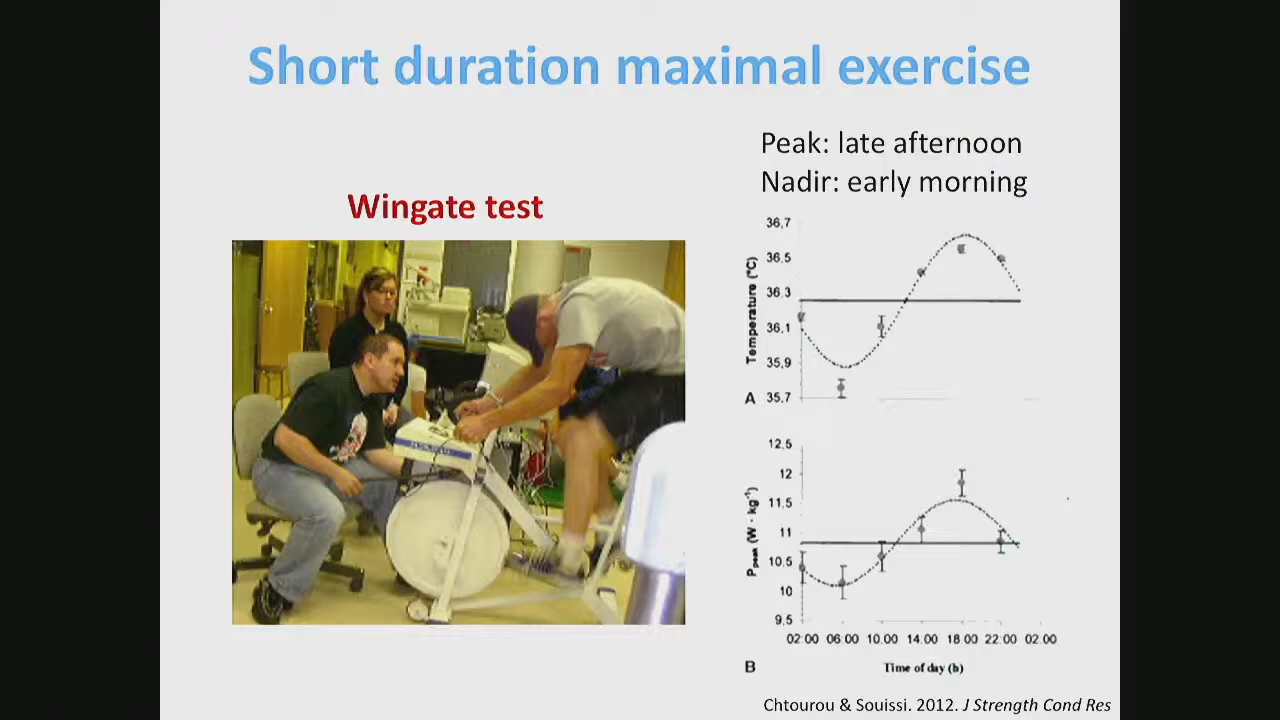 Short duration maximal exercise
Peak: late afternoon
Nadir: early morning
Wingate test
36,7
36,5
36,3
36,1
35,9
35,7
Temperature (°C)
A
12,5
12
11,5
11
10,5
10
9,5
Ppeak (W · kg-1)
02:00 06:00 10:00 14:00 18:00 22:00 02:00
B
Time of day (h)
Chtourou & Souissi. 2012. J Strength Cond Res